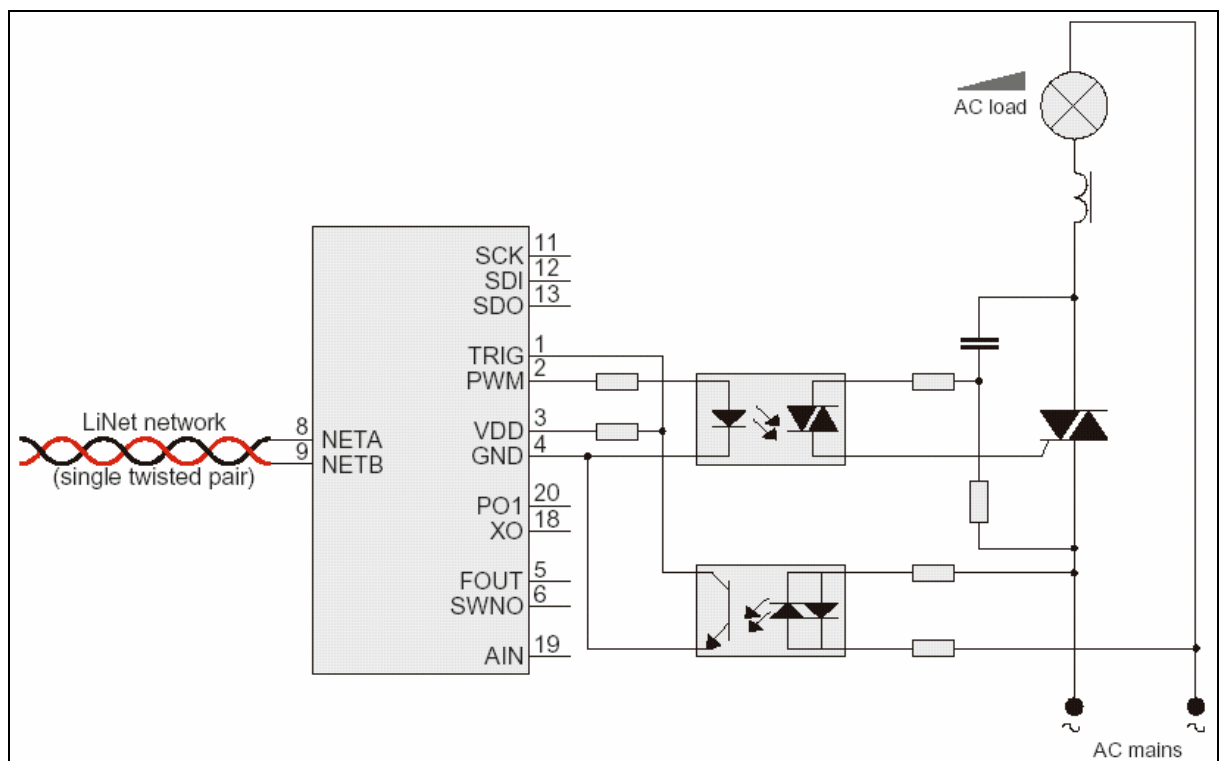 AC load
SCK 11
SDI 12
SDO 13
TRIG 1
PWM 2
VDD 3
GND 4
LiNet network
(single twisted pair)
8 NETA
9 NETB
PO1 20
XO 18
FOUT 5
SWNO 6
AIN 19
~ ~
AC mains